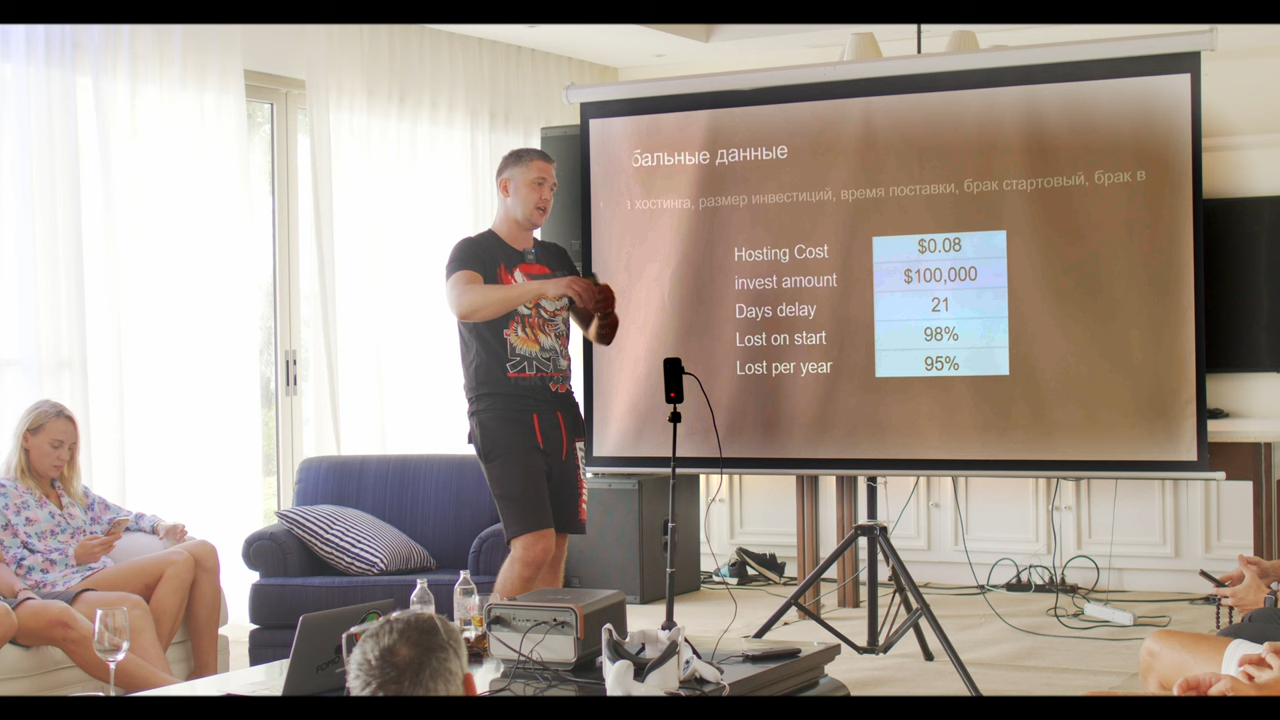 бальные данные
хостинга, размер инвестиций, время поставки, брак стартовый, брак в
Hosting Cost $0.08
invest amount $100,000
Days delay 21
Lost on start 98%
Lost per year 95%